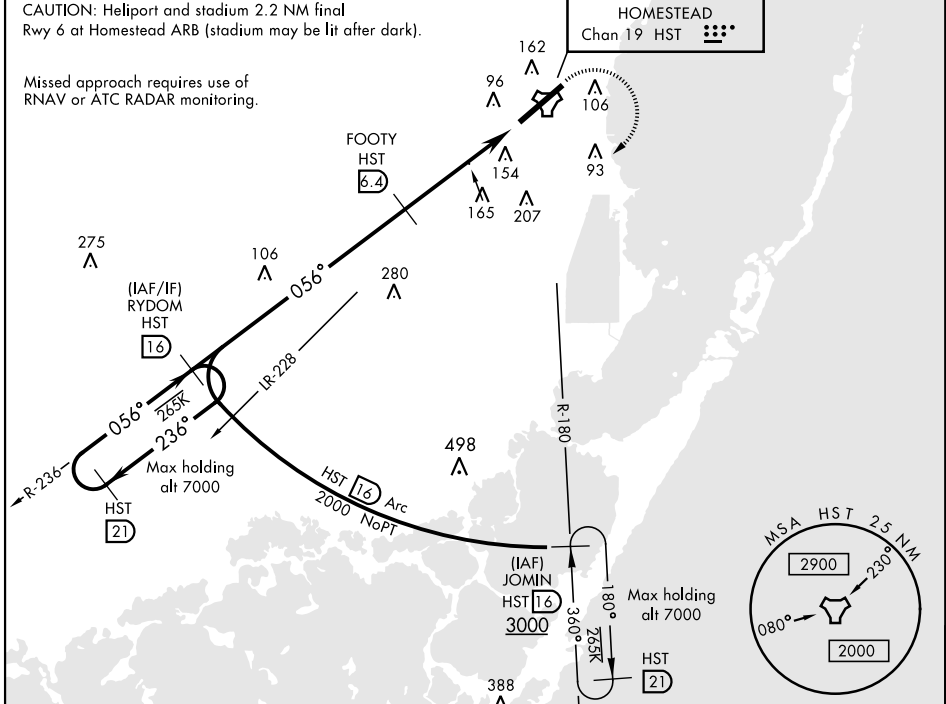 CAUTION: Heliport and stadium 2.2 NM final
Rwy 6 at Homestead ARB (stadium may be lit after dark).
Missed approach requires use of
RNAV or ATC RADAR monitoring.
HOMESTEAD
Chan 19 HST
162
96
106
FOOTY
HST
6.4
154
93
165
207
275
106
280
056°
(IAF/IF)
RYDOM
HST
16
LR-228
R-180
056°
265K
236°
R-236
Max holding
alt 7000
HST
21
498
HST 16 Arc
2000 NoPT
(IAF)
JOMIN
HST 16
3000
360°
180°
265K
Max holding
alt 7000
HST
21
388
MSA HST 25 NM
2900
230°
080°
2000